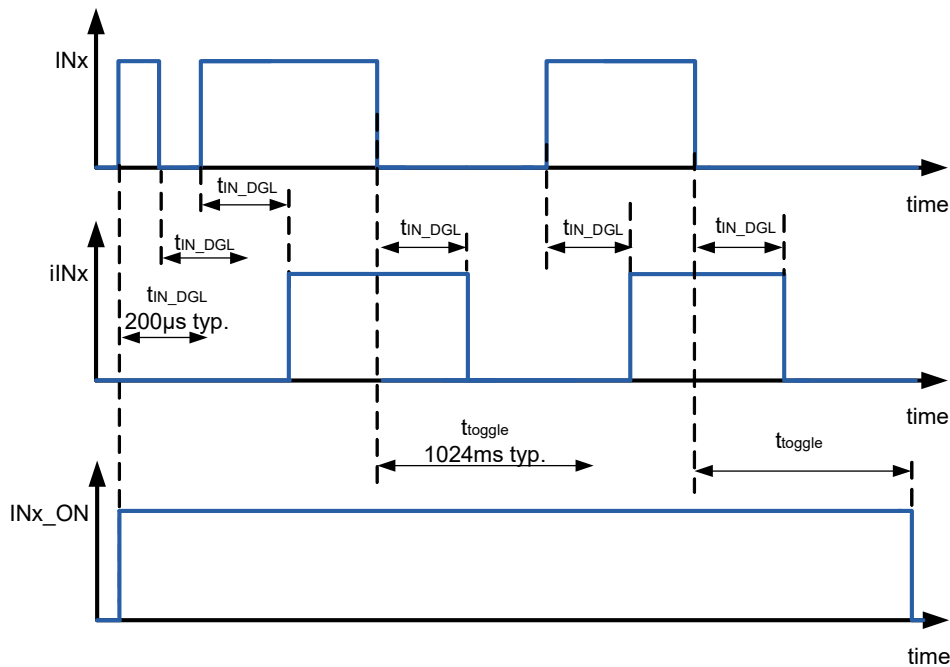 INx
time
tIN_DGL
tIN_DGL
tIN_DGL
tIN_DGL
tIN_DGL
iINx
tIN_DGL
200µs typ.
time
ttoggle
1024ms typ.
ttoggle
INx_ON
time